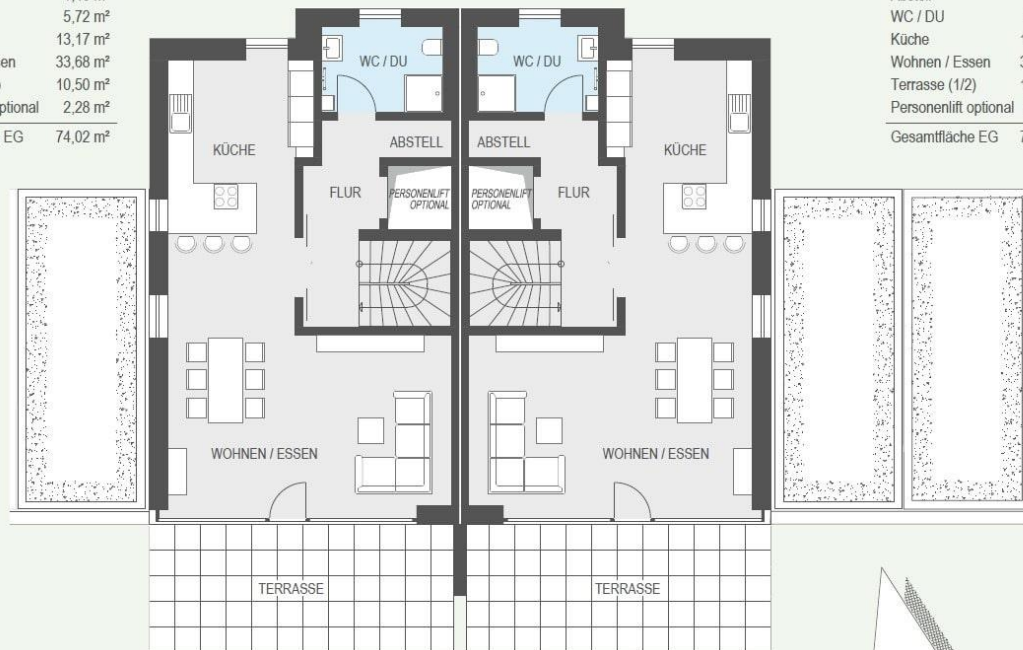 5,72 m²
13,17 m²
33,68 m²
10,50 m²
2,28 m²
EG 74,02 m²
WC / DU
Küche
Wohnen / Essen
Terrasse (1/2)
Personenlift optional
Gesamtfläche EG
WC / DU
WC / DU
KÜCHE
ABSTELL
ABSTELL
KÜCHE
FLUR
PERSONENLIFT
OPTIONAL
PERSONENLIFT
OPTIONAL
FLUR
WOHNEN / ESSEN
WOHNEN / ESSEN
TERRASSE
TERRASSE